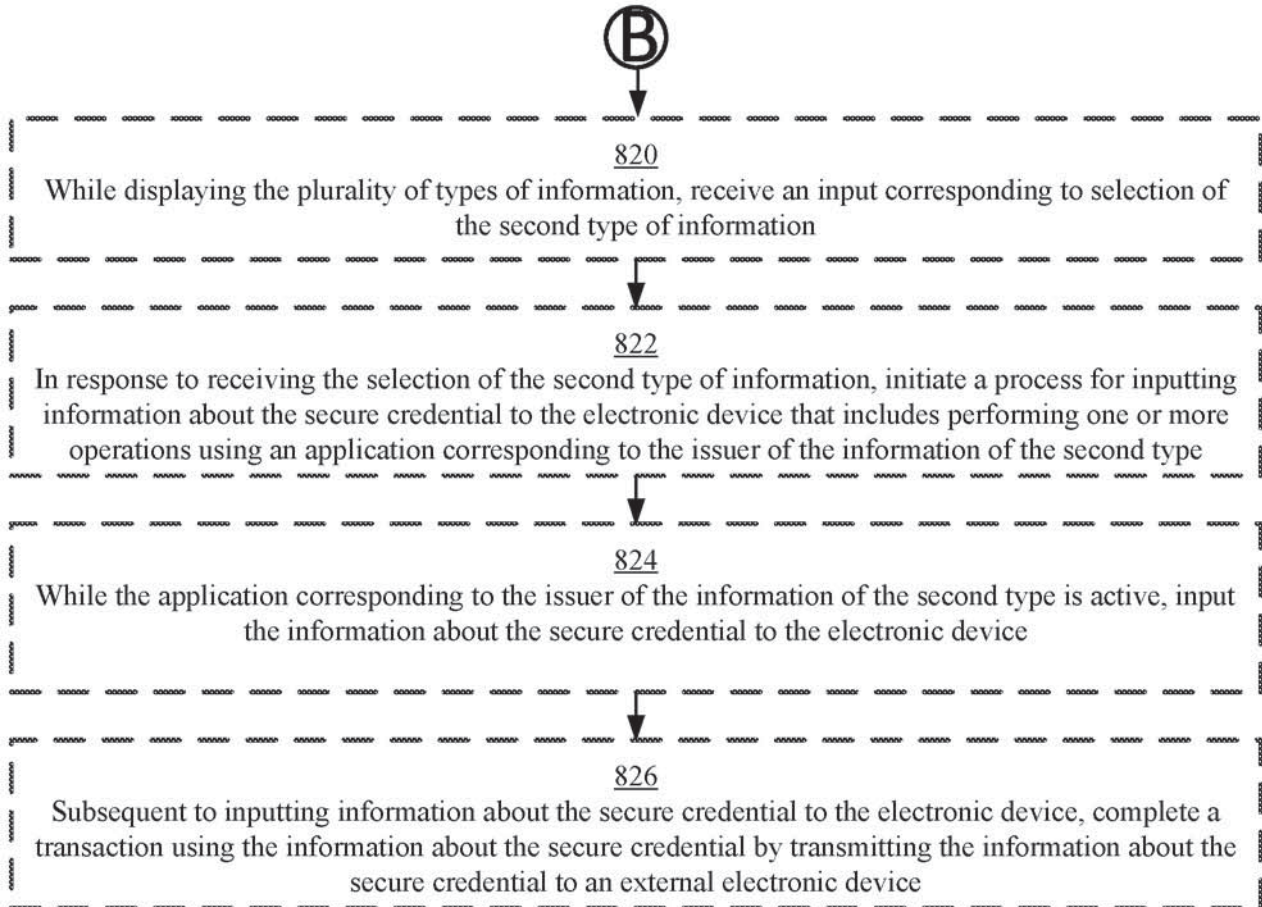 B
820
While displaying the plurality of types of information, receive an input corresponding to selection of
the second type of information
822
In response to receiving the selection of the second type of information, initiate a process for inputting
information about the secure credential to the electronic device that includes performing one or more
operations using an application corresponding to the issuer of the information of the second type
824
While the application corresponding to the issuer of the information of the second type is active, input
the information about the secure credential to the electronic device
826
Subsequent to inputting information about the secure credential to the electronic device, complete a
transaction using the information about the secure credential by transmitting the information about the
secure credential to an external electronic device